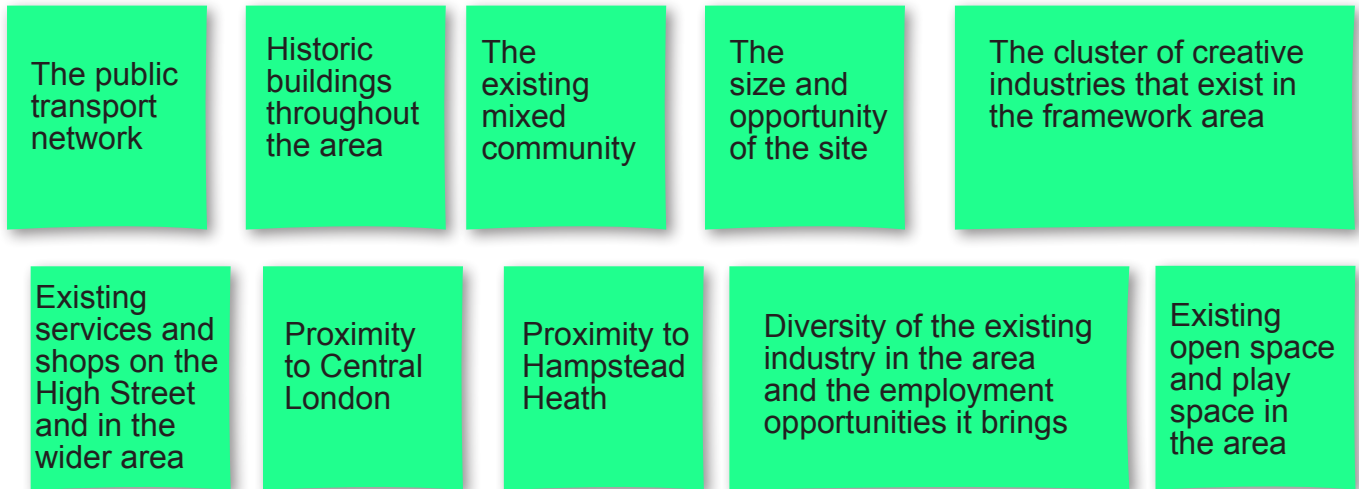 The public
transport
network
Historic
buildings
throughout
the area
The
existing
mixed
community
The
size and
opportunity
of the site
The cluster of creative
industries that exist in
the framework area
Existing
services and
shops on the
High Street
and in the
wider area
Proximity
to Central
London
Proximity to
Hampstead
Heath
Diversity of the existing
industry in the area
and the employment
opportunities it brings
Existing
open space
and play
space in
the area